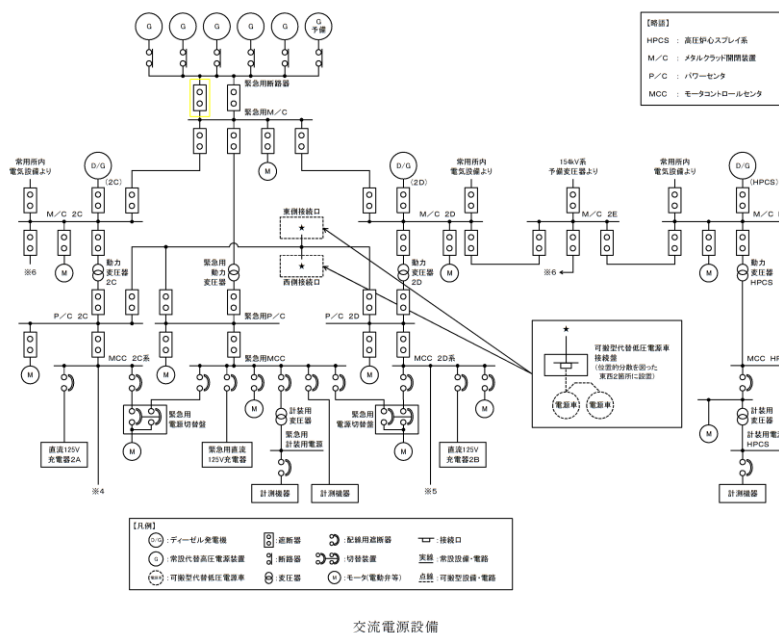 G
G
G
G
G
G
予備
【略語】
HPCS : 高圧炉心スプレイ系
M/C : メタルクラッド開閉装置
P/C : パワーセンタ
MCC : モータコントロールセンタ
緊急用断路器
緊急用M/C
常用所内
電気設備より
D/G
(2C)
M
D/G
(2D)
常用所内
電気設備より
154kV系
予備変圧器より
常用所内
電気設備より
D/G
(HPCS)
M/C 2C
M/C 2D
M/C 2E
M/C
東側接続口
★
※6
M
動力
変圧器
2C
緊急用
動力
変圧器
★
西側接続口
動力
変圧器
2D
M
※6
M
動力
変圧器
HPCS
P/C 2C
緊急用P/C
P/C 2D
★
可搬型代替低圧電源車
接続盤
(位置的分散を図った
東西2箇所に設置)
電源車
電源車
M
M
M
M
MCC 2C系
緊急用MCC
MCC 2D系
MCC HP
緊急用
電源切替盤
M
計装用
変圧器
緊急用
電源切替盤
M
計装用
変圧器
M
直流125V
充電器2A
M
緊急用直流
125V充電器
緊急用
計装用電源
M
直流125V
充電器2B
M
計装用電源
HPCS
※4
計測機器
計測機器
※5
計測機器
【凡例】
D/G : ディーゼル発電機
: 遮断器
: 配線用遮断器
: 接続口
G : 常設代替高圧電源装置
: 断路器
: 切替装置
実線 : 常設設備・電路
電源車 : 可搬型代替低圧電源車
: 変圧器
M : モータ(電動弁等)
点線 : 可搬型設備・電路
交流電源設備